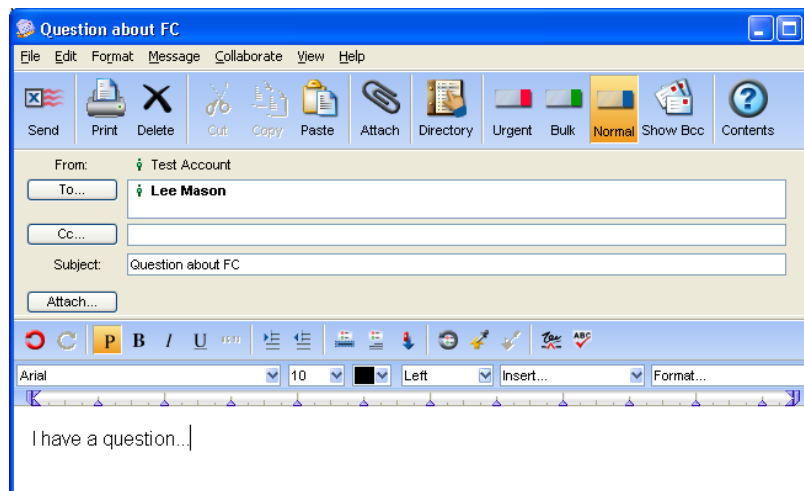 Question about FC
File Edit Format Message Collaborate View Help
Send Print Delete Cut Copy Paste Attach Directory Urgent Bulk Normal Show Bcc Contents
From: Test Account
To... Lee Mason
Cc...
Subject: Question about FC
Attach...
P B I U ABC
Arial 10 Left Insert... Format...
I have a question...